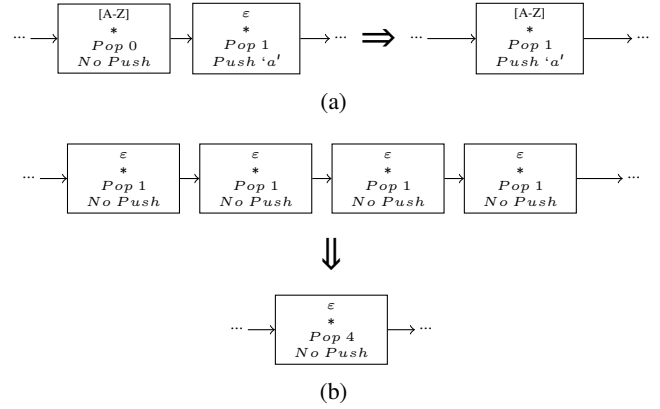 ... [A-Z] ε ... ⇒ ... [A-Z] ...
* * *
Pop 0 Pop 1 Pop 1
No Push Push ‘a’ Push ‘a’
(a)
... ε ε ε ε ...
* * * *
Pop 1 Pop 1 Pop 1 Pop 1
No Push No Push No Push No Push
⇓
... ε ...
*
Pop 4
No Push
(b)